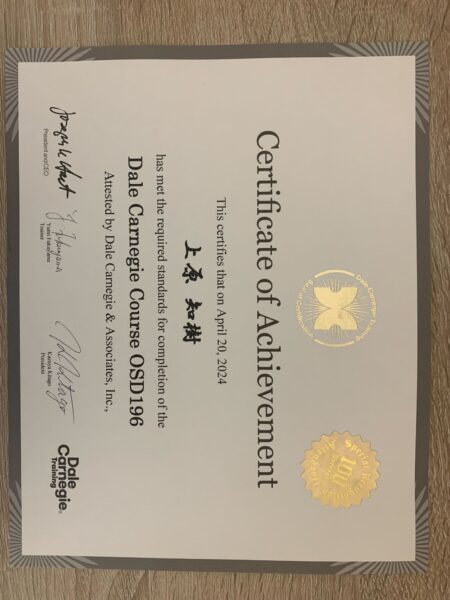 Certificate of Achievement
This certifies that on April 20, 2024
上原 知樹
has met the required standards for completion of the
Dale Carnegie Course OSD196
Attested by Dale Carnegie & Associates, Inc.,
President and CEO
Trainer
President
Dale
Carnegie®
Training
100